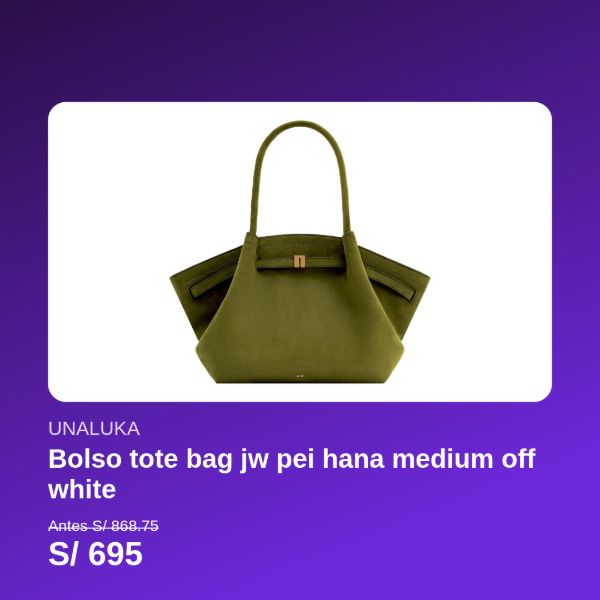 UNALUKA
Bolso tote bag jw pei hana medium off
white
Antes S/ 868.75
S/ 695